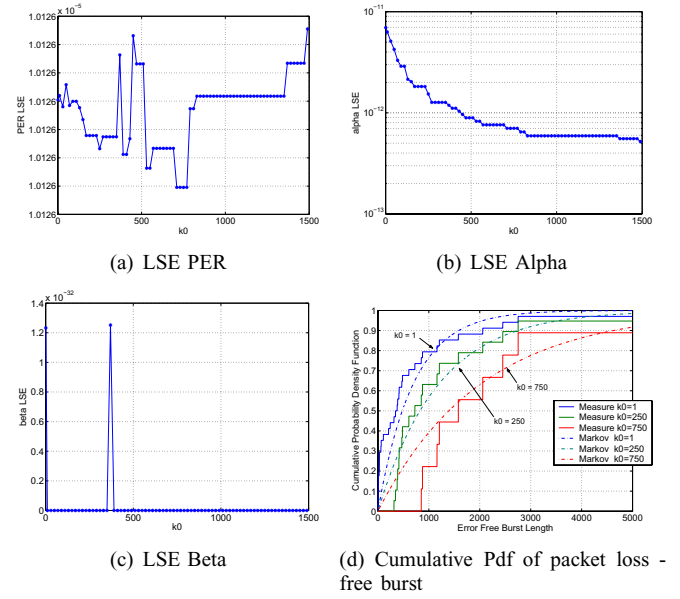 x 10^-5
1.0126
1.0126
1.0126
1.0126
1.0126
1.0126
1.0126
1.0126
PER LSE
0
500
1000
1500
k0
(a) LSE PER
10^-11
10^-12
10^-13
alpha LSE
0
500
1000
1500
k0
(b) LSE Alpha
x 10^-32
1.4
1.2
1
0.8
0.6
0.4
0.2
0
beta LSE
0
500
1000
1500
k0
(c) LSE Beta
1
0.9
0.8
0.7
0.6
0.5
0.4
0.3
0.2
0.1
0
Cumulative Probability Density Function
k0 = 1
k0 = 750
k0 = 250
Measure k0=1
Measure k0=250
Measure k0=750
Markov k0=1
Markov k0=250
Markov k0=750
0
1000
2000
3000
4000
5000
Error Free Burst Length
(d) Cumulative Pdf of packet loss -
free burst